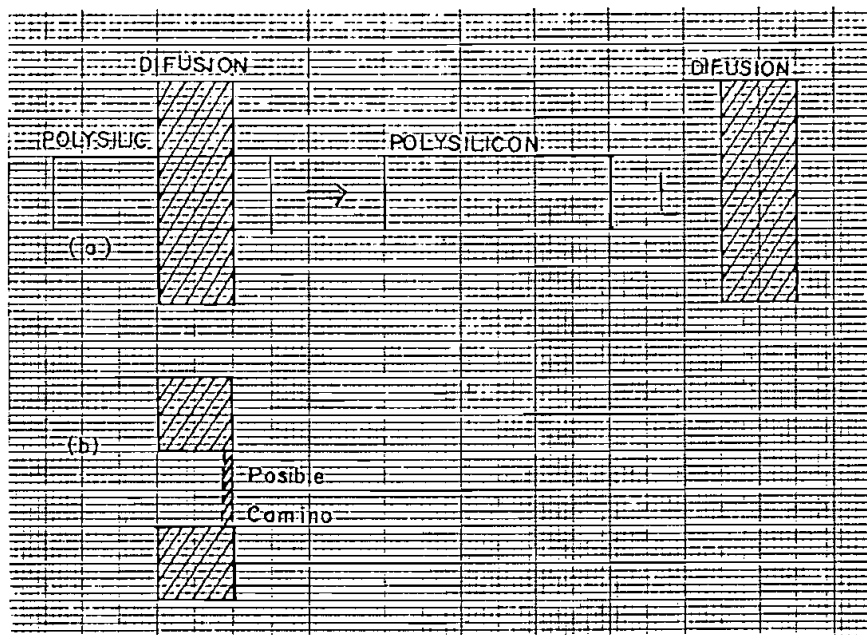 DIFUSION
DIFUSION
POLYSILIC
POLYSILICON
(a)
(b)
Posible
Camino